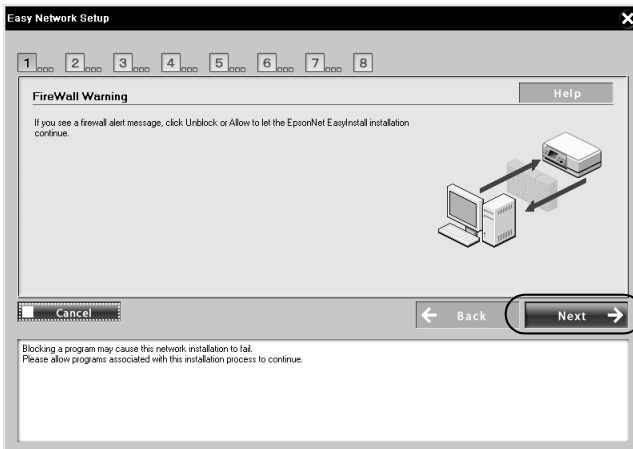 Easy Network Setup
1 2 3 4 5 6 7 8
FireWall Warning
Help
If you see a firewall alert message, click Unblock or Allow to let the EpsonNet EasyInstall installation
continue.
Cancel
Back
Next
Blocking a program may cause this network installation to fail.
Please allow programs associated with this installation process to continue.